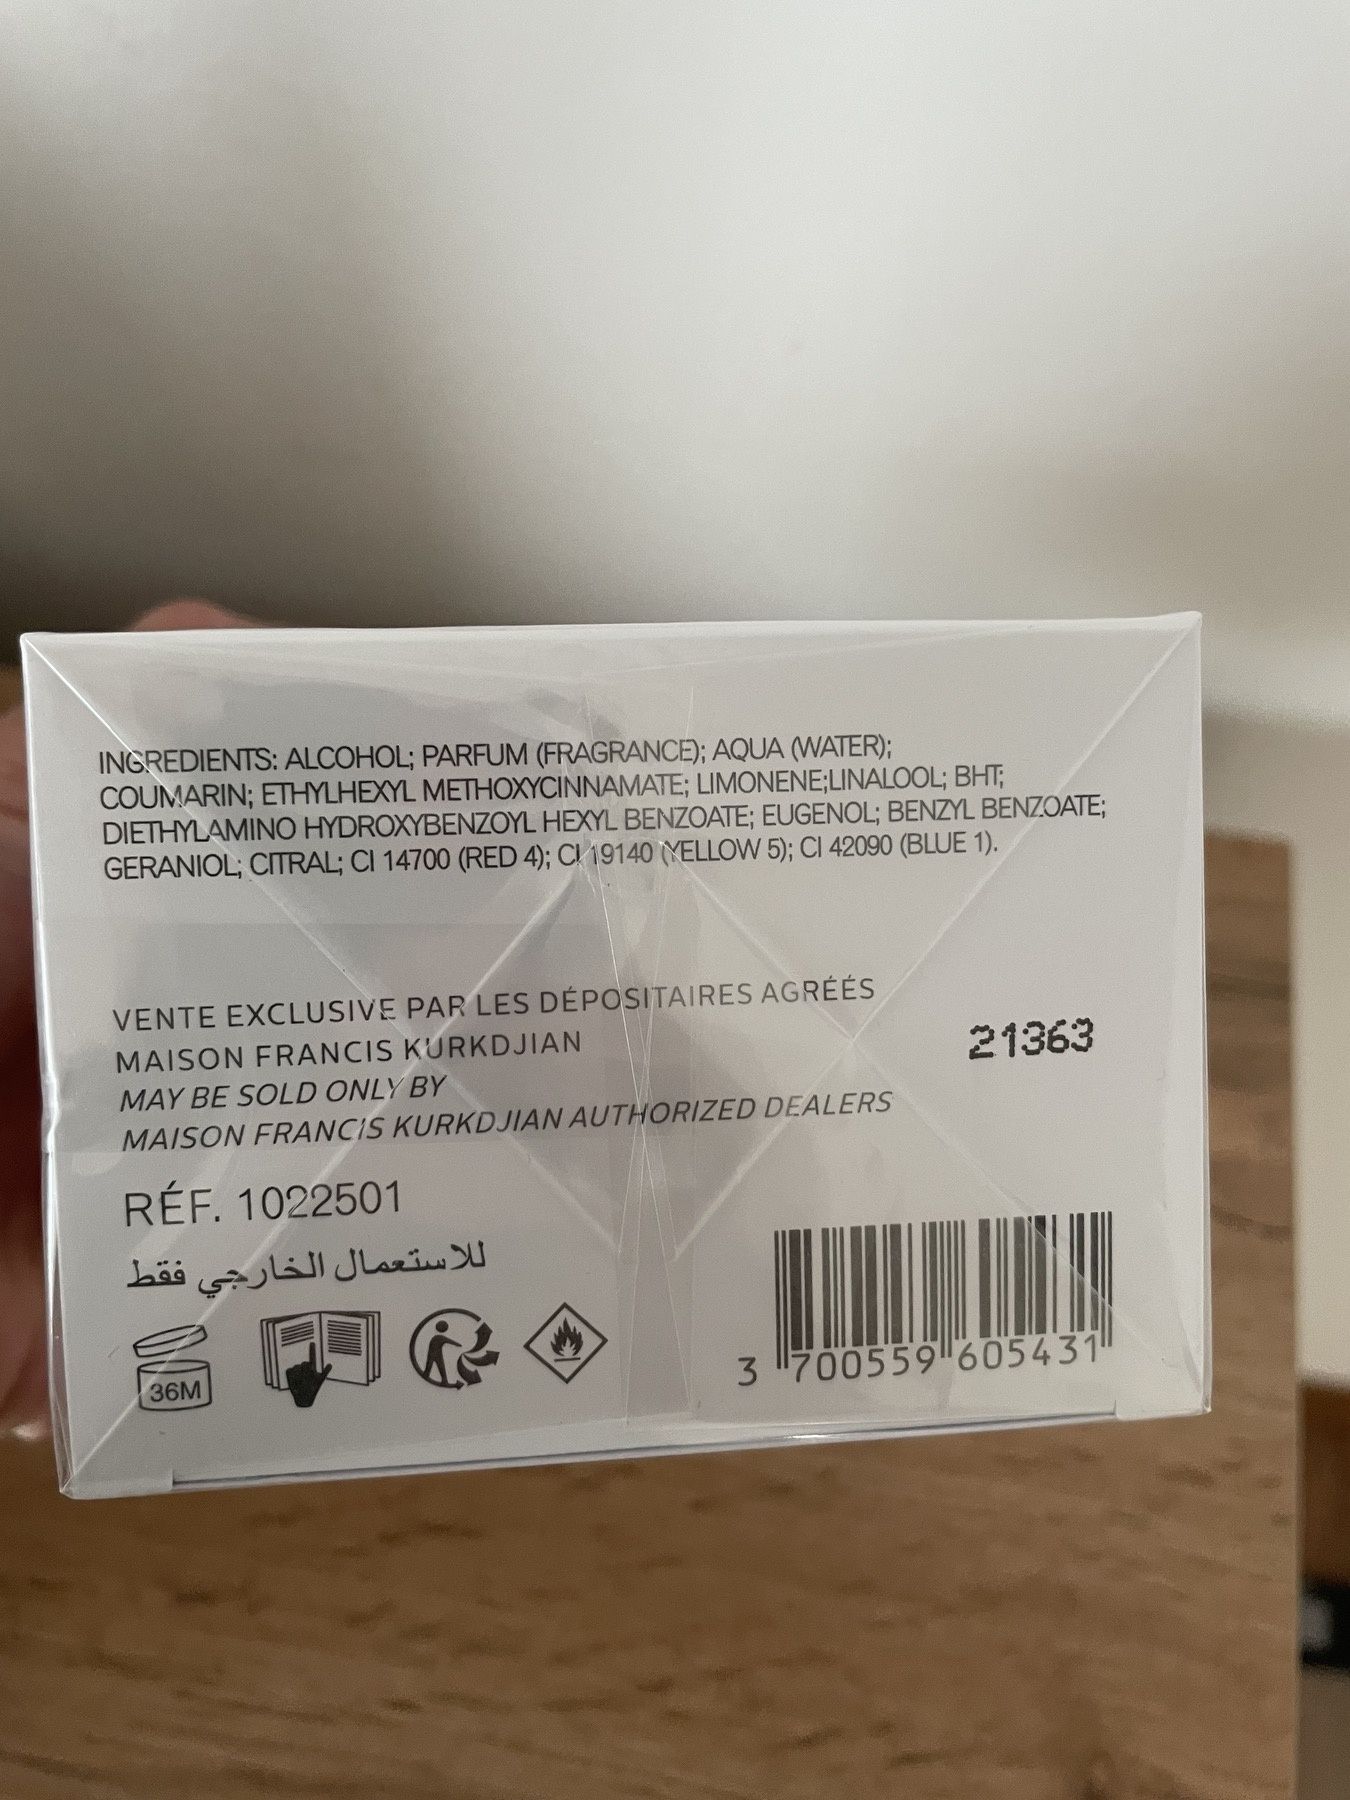 INGREDIENTS: ALCOHOL; PARFUM (FRAGRANCE); AQUA (WATER);
COUMARIN; ETHYLHEXYL METHOXYCINNAMATE; LIMONENE;LINALOOL; BHT;
DIETHYLAMINO HYDROXYBENZOYL HEXYL BENZOATE; EUGENOL; BENZYL BENZOATE;
GERANIOL; CITRAL; CI 14700 (RED 4); CI 19140 (YELLOW 5); CI 42090 (BLUE 1).
VENTE EXCLUSIVE PAR LES DÉPOSITAIRES AGRÉÉS
MAISON FRANCIS KURKDJIAN
MAY BE SOLD ONLY BY
MAISON FRANCIS KURKDJIAN AUTHORIZED DEALERS
21363
RÉF. 1022501
للاستعمال الخارجي فقط
36M
3 700559 605431